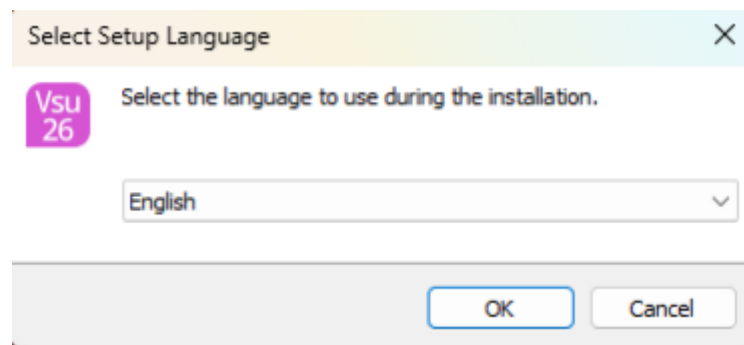 Select Setup Language
Vsu
26
Select the language to use during the installation.
English
OK
Cancel